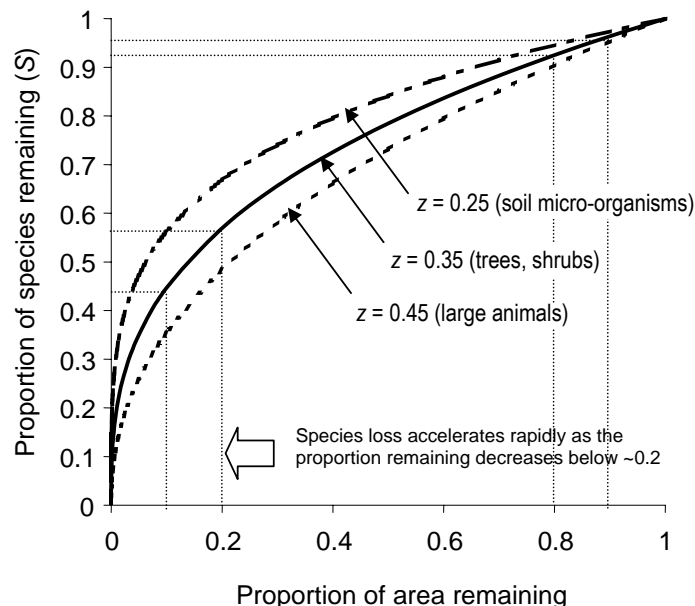 Proportion of species remaining (S)
1
0.9
0.8
0.7
0.6
0.5
0.4
0.3
0.2
0.1
0
z = 0.25 (soil micro-organisms)
z = 0.35 (trees, shrubs)
z = 0.45 (large animals)
Species loss accelerates rapidly as the
proportion remaining decreases below ~0.2
0 0.2 0.4 0.6 0.8 1
Proportion of area remaining